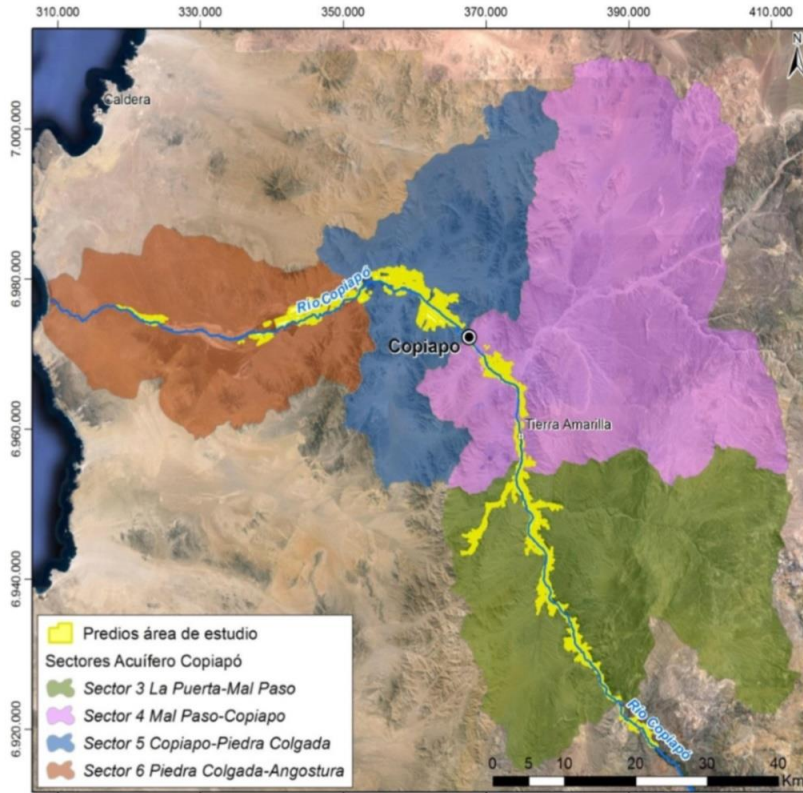 310.000 330.000 350.000 370.000 390.000 410.000
N
7.000.000
6.980.000
6.960.000
6.940.000
6.920.000
Caldera
Río Copiapó
Copiapo
Tierra Amarilla
Río Copiapó
Predios área de estudio
Sectores Acuífero Copiapó
Sector 3 La Puerta-Mal Paso
Sector 4 Mal Paso-Copiapo
Sector 5 Copiapo-Piedra Colgada
Sector 6 Piedra Colgada-Angostura
0 5 10 20 30 40
Km